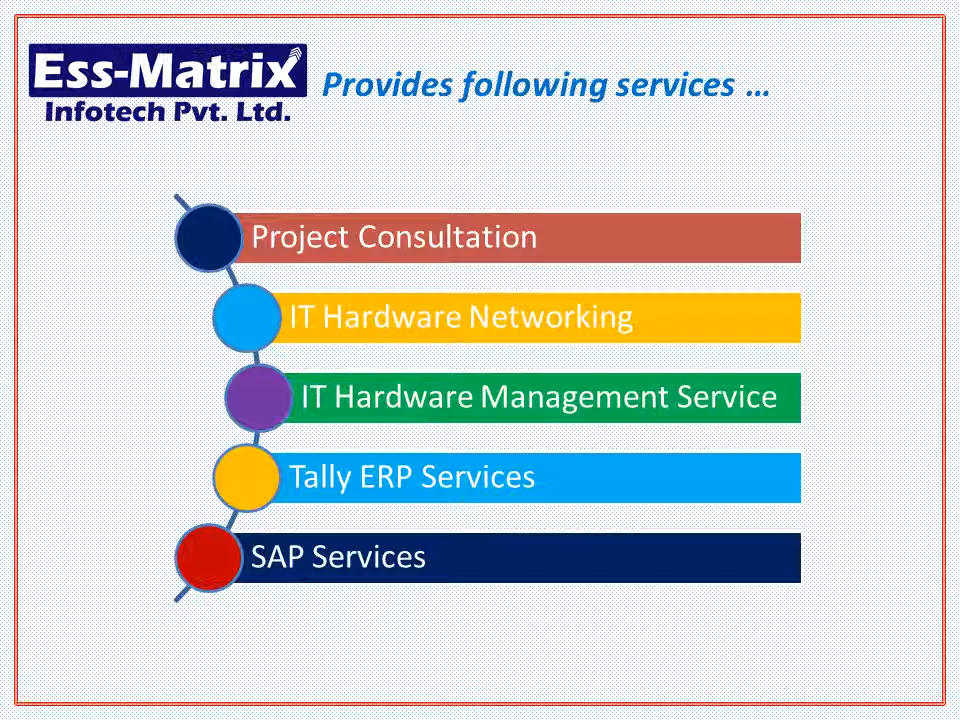 Ess-Matrix
Infotech Pvt. Ltd.
Provides following services ...
Project Consultation
IT Hardware Networking
IT Hardware Management Service
Tally ERP Services
SAP Services